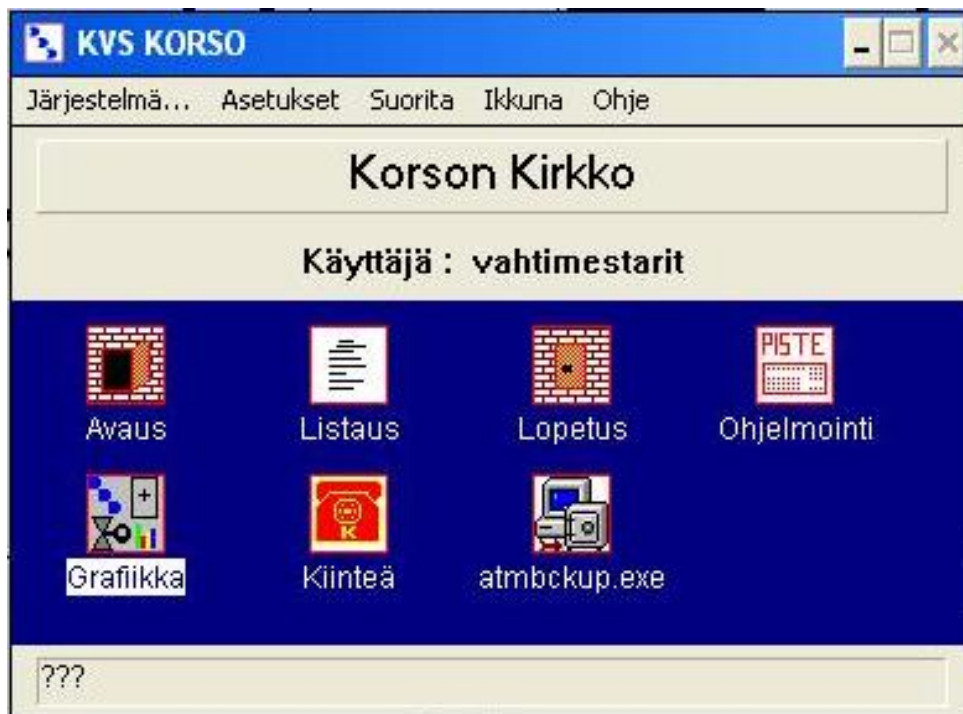 KVS KORSO
Järjestelmä... Asetukset Suorita Ikkuna Ohje
Korson Kirkko
Käyttäjä : vahtimestarit
PISTE
Avaus Listaus Lopetus Ohjelmointi
K
Grafiikka Kiinteä atmbckup.exe
???